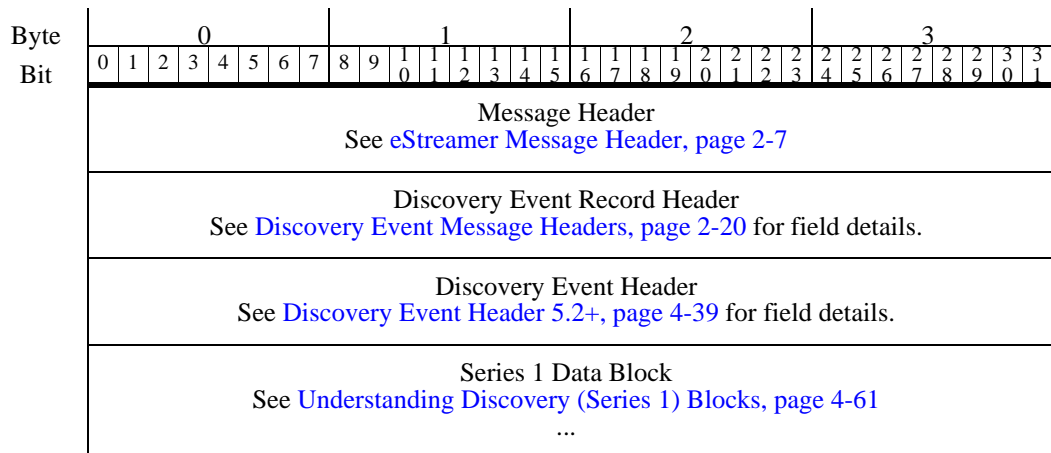 Byte 0 1 2 3
Bit 0 1 2 3 4 5 6 7 8 9 10 11 12 13 14 15 16 17 18 19 20 21 22 23 24 25 26 27 28 29 30 31
Message Header
See eStreamer Message Header, page 2-7
Discovery Event Record Header
See Discovery Event Message Headers, page 2-20 for field details.
Discovery Event Header
See Discovery Event Header 5.2+, page 4-39 for field details.
Series 1 Data Block
See Understanding Discovery (Series 1) Blocks, page 4-61
...